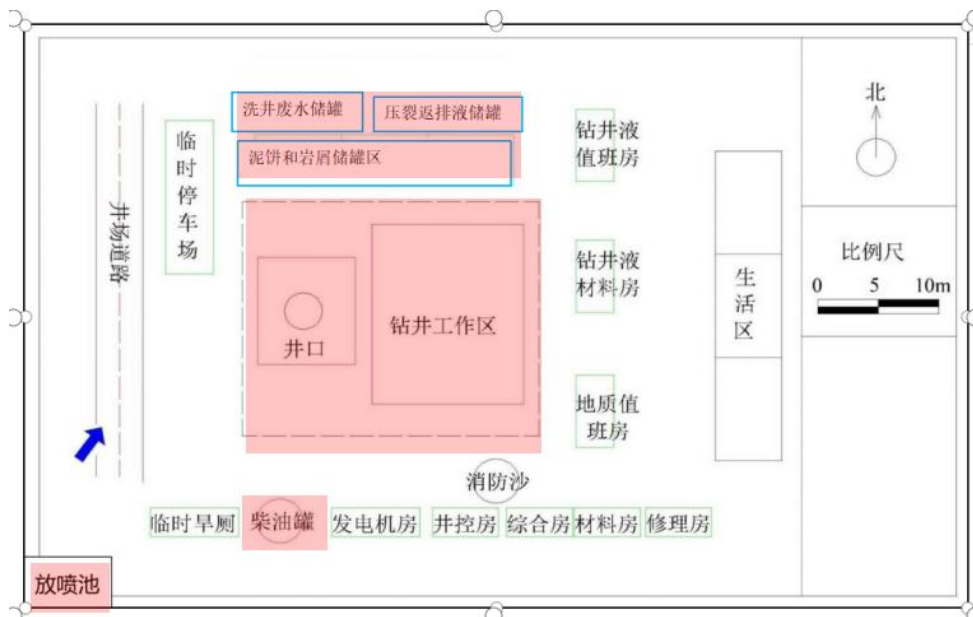 洗井废水储罐
压裂返排液储罐
泥饼和岩屑储罐区
临时停车场
井场道路
钻井液
值班房
钻井液
材料房
地质值
班房
生活区
井口
钻井工作区
消防沙
临时旱厕
柴油罐
发电机房
井控房
综合房
材料房
修理房
放喷池
北
比例尺
0 5 10m